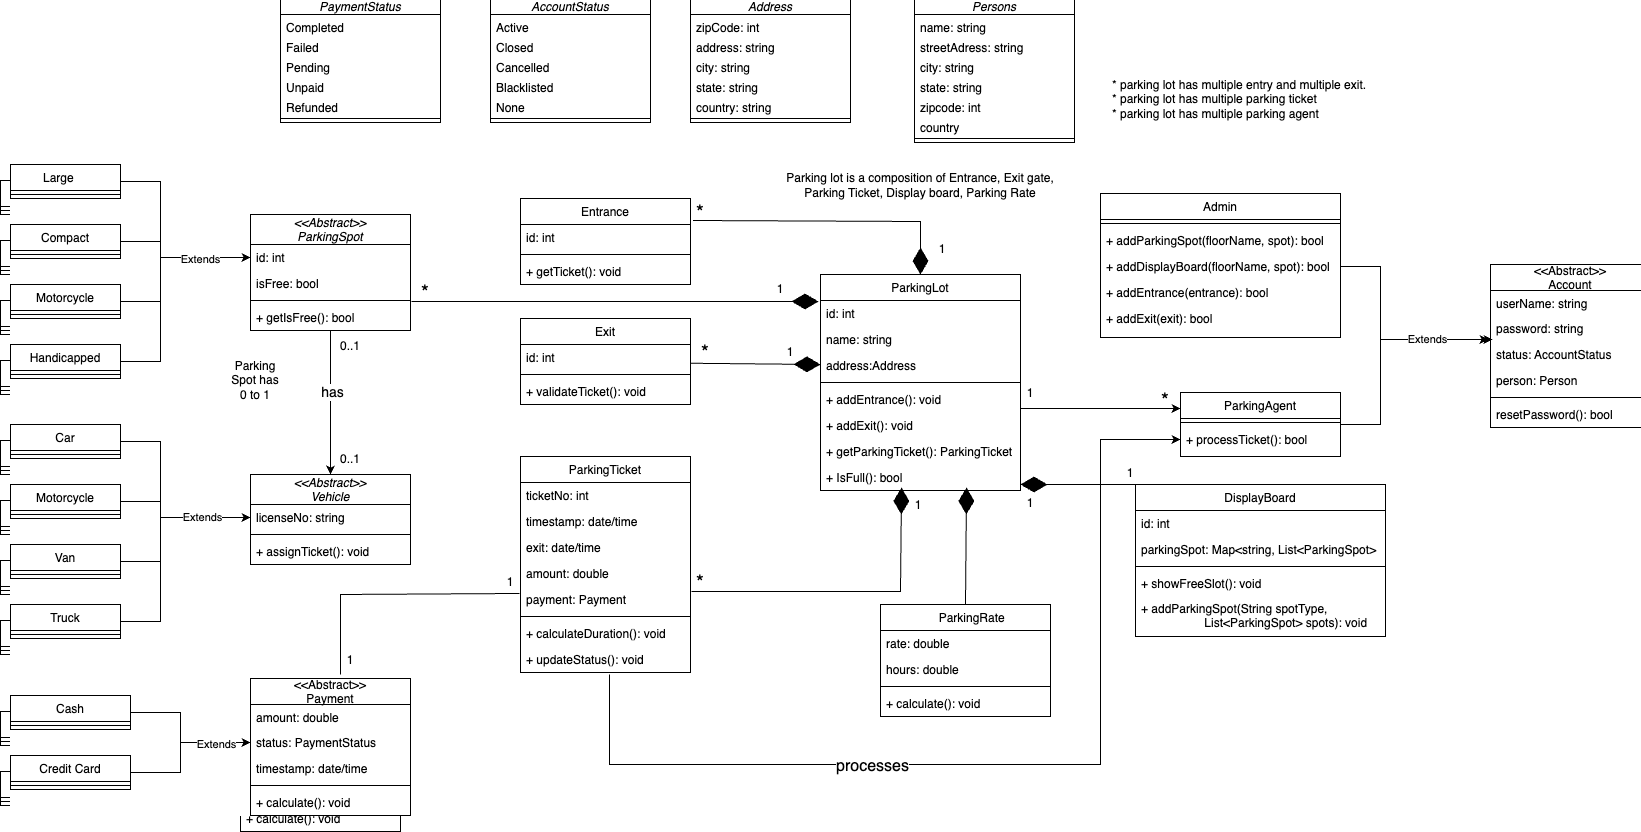 PaymentStatus
Completed
Failed
Pending
Unpaid
Refunded
AccountStatus
Active
Closed
Cancelled
Blacklisted
None
Address
zipCode: int
address: string
city: string
state: string
country: string
Persons
name: string
streetAdress: string
city: string
state: string
zipcode: int
country
* parking lot has multiple entry and multiple exit.
* parking lot has multiple parking ticket
* parking lot has multiple parking agent
Large
Compact
Motorcycle
Handicapped
Extends
<<Abstract>>
ParkingSpot
id: int
isFree: bool
+ getIsFree(): bool
0..1
Parking
Spot has
0 to 1
has
0..1
Car
Motorcycle
Van
Truck
Extends
<<Abstract>>
Vehicle
licenseNo: string
+ assignTicket(): void
Cash
Credit Card
Extends
<<Abstract>>
Payment
amount: double
status: PaymentStatus
timestamp: date/time
+ calculate(): void
+ calculate(): void
1
1
Entrance
id: int
+ getTicket(): void
*
1
*
1
Exit
id: int
+ validateTicket(): void
*
1
Parking lot is a composition of Entrance, Exit gate,
Parking Ticket, Display board, Parking Rate
ParkingLot
id: int
name: string
address:Address
+ addEntrance(): void
+ addExit(): void
+ getParkingTicket(): ParkingTicket
+ IsFull(): bool
ParkingTicket
ticketNo: int
timestamp: date/time
exit: date/time
amount: double
payment: Payment
+ calculateDuration(): void
+ updateStatus(): void
*
1
ParkingRate
rate: double
hours: double
+ calculate(): void
processes
Admin
+ addParkingSpot(floorName, spot): bool
+ addDisplayBoard(floorName, spot): bool
+ addEntrance(entrance): bool
+ addExit(exit): bool
1
*
ParkingAgent
+ processTicket(): bool
Extends
<<Abstract>>
Account
userName: string
password: string
status: AccountStatus
person: Person
resetPassword(): bool
1
1
DisplayBoard
id: int
parkingSpot: Map<string, List<ParkingSpot>
+ showFreeSlot(): void
+ addParkingSpot(String spotType,
List<ParkingSpot> spots): void